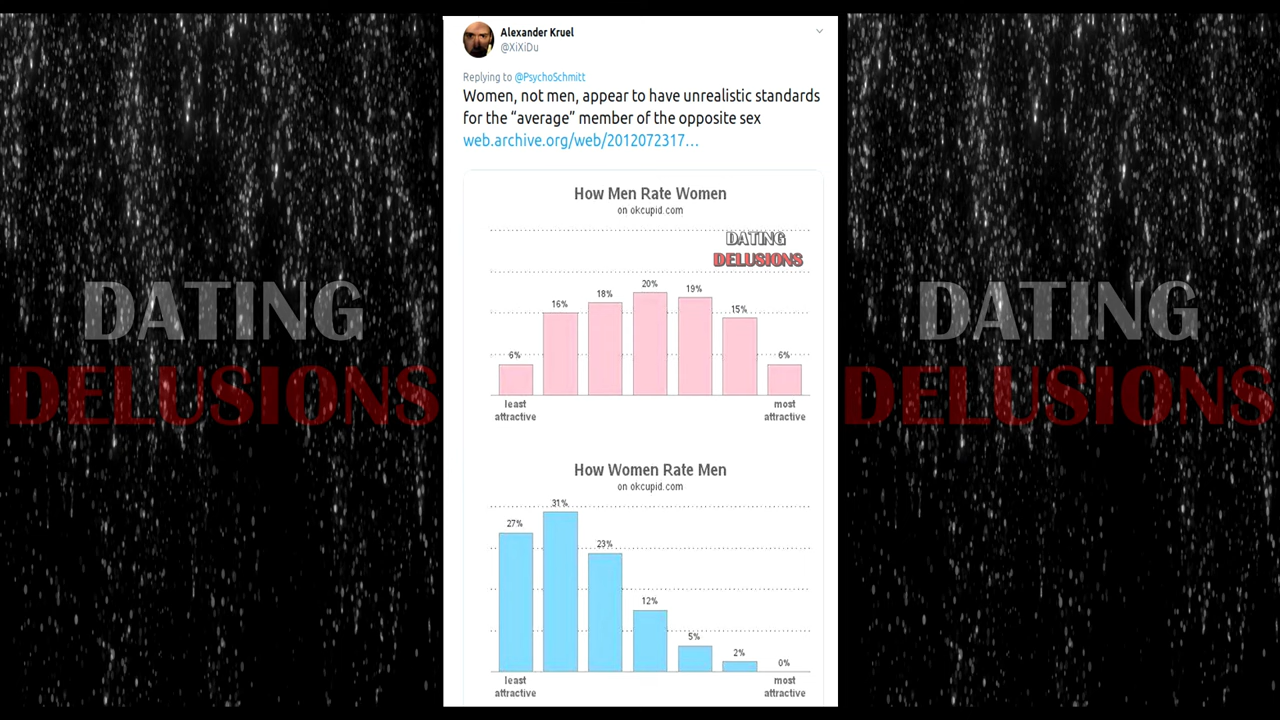 Alexander Kruel
@XiXiDu
Replying to @PsychoSchmitt
Women, not men, appear to have unrealistic standards
for the “average” member of the opposite sex
web.archive.org/web/2012072317…
How Men Rate Women
on okcupid.com
DATING
DELUSIONS
6%
16%
18%
20%
19%
15%
6%
least
attractive
most
attractive
How Women Rate Men
on okcupid.com
27%
31%
23%
12%
5%
2%
0%
least
attractive
most
attractive
DATING
DELUSIONS
DATING
DELUSIONS